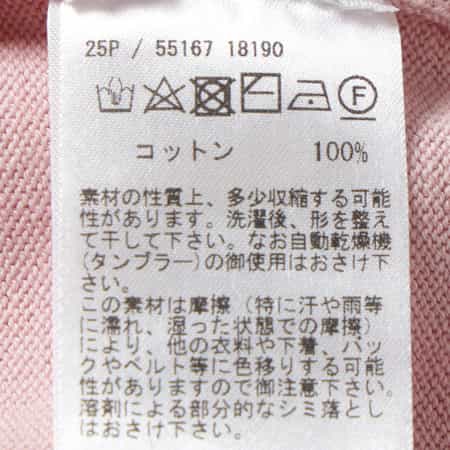 25P / 55167 18190
F
コットン 100%
素材の性質上、多少収縮する可能
性があります。洗濯後、形を整え
て干して下さい。なお自動乾燥機
(タンブラー)の御使用はおさけ下
さい。
この素材は摩擦 (特に汗や雨等
に濡れ、湿った状態での摩擦)
により、他の衣料や下着、バッ
クやベルト等に色移りする可能
性がありますので御注意下さい。
溶剤による部分的なシミ落とし
はおさけ下さい。